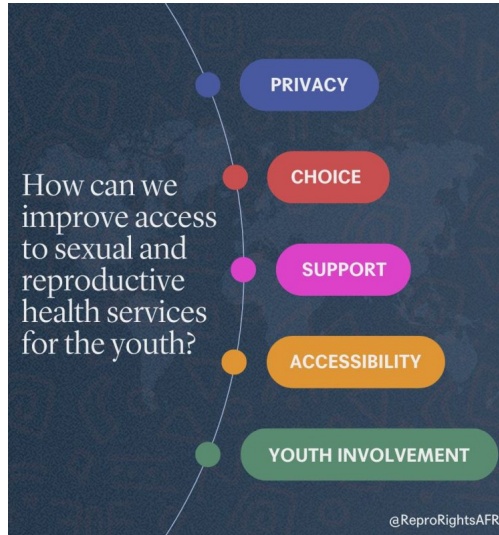 How can we
improve access
to sexual and
reproductive
health services
for the youth?
PRIVACY
CHOICE
SUPPORT
ACCESSIBILITY
YOUTH INVOLVEMENT
@ReproRightsAFR